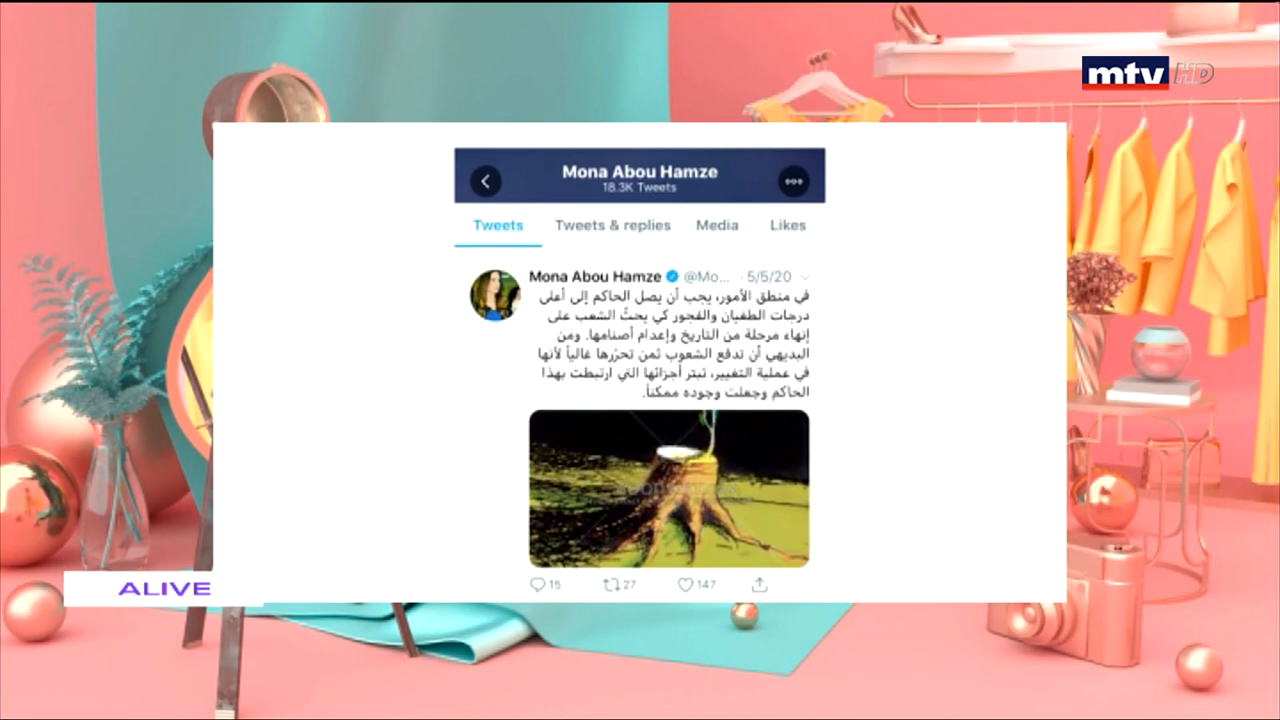 mtv HD
Mona Abou Hamze
18.3K Tweets
Tweets Tweets & replies Media Likes
Mona Abou Hamze @Mo... · 5/5/20
في منطق الأمور، يجب أن يصل الحاكم إلى أعلى
درجات الطغيان والفجور كي يحثَّ الشعب على
إنهاء مرحلة من التاريخ وإعدام أصنامها. ومن
البديهي أن تدفع الشعوب ثمن تحرّرها غالياً لأنها
في عملية التغيير، تبتر أجزائها التي ارتبطت بهذا
الحاكم وجعلت وجوده ممكناً.
15 27 147
ALIVE